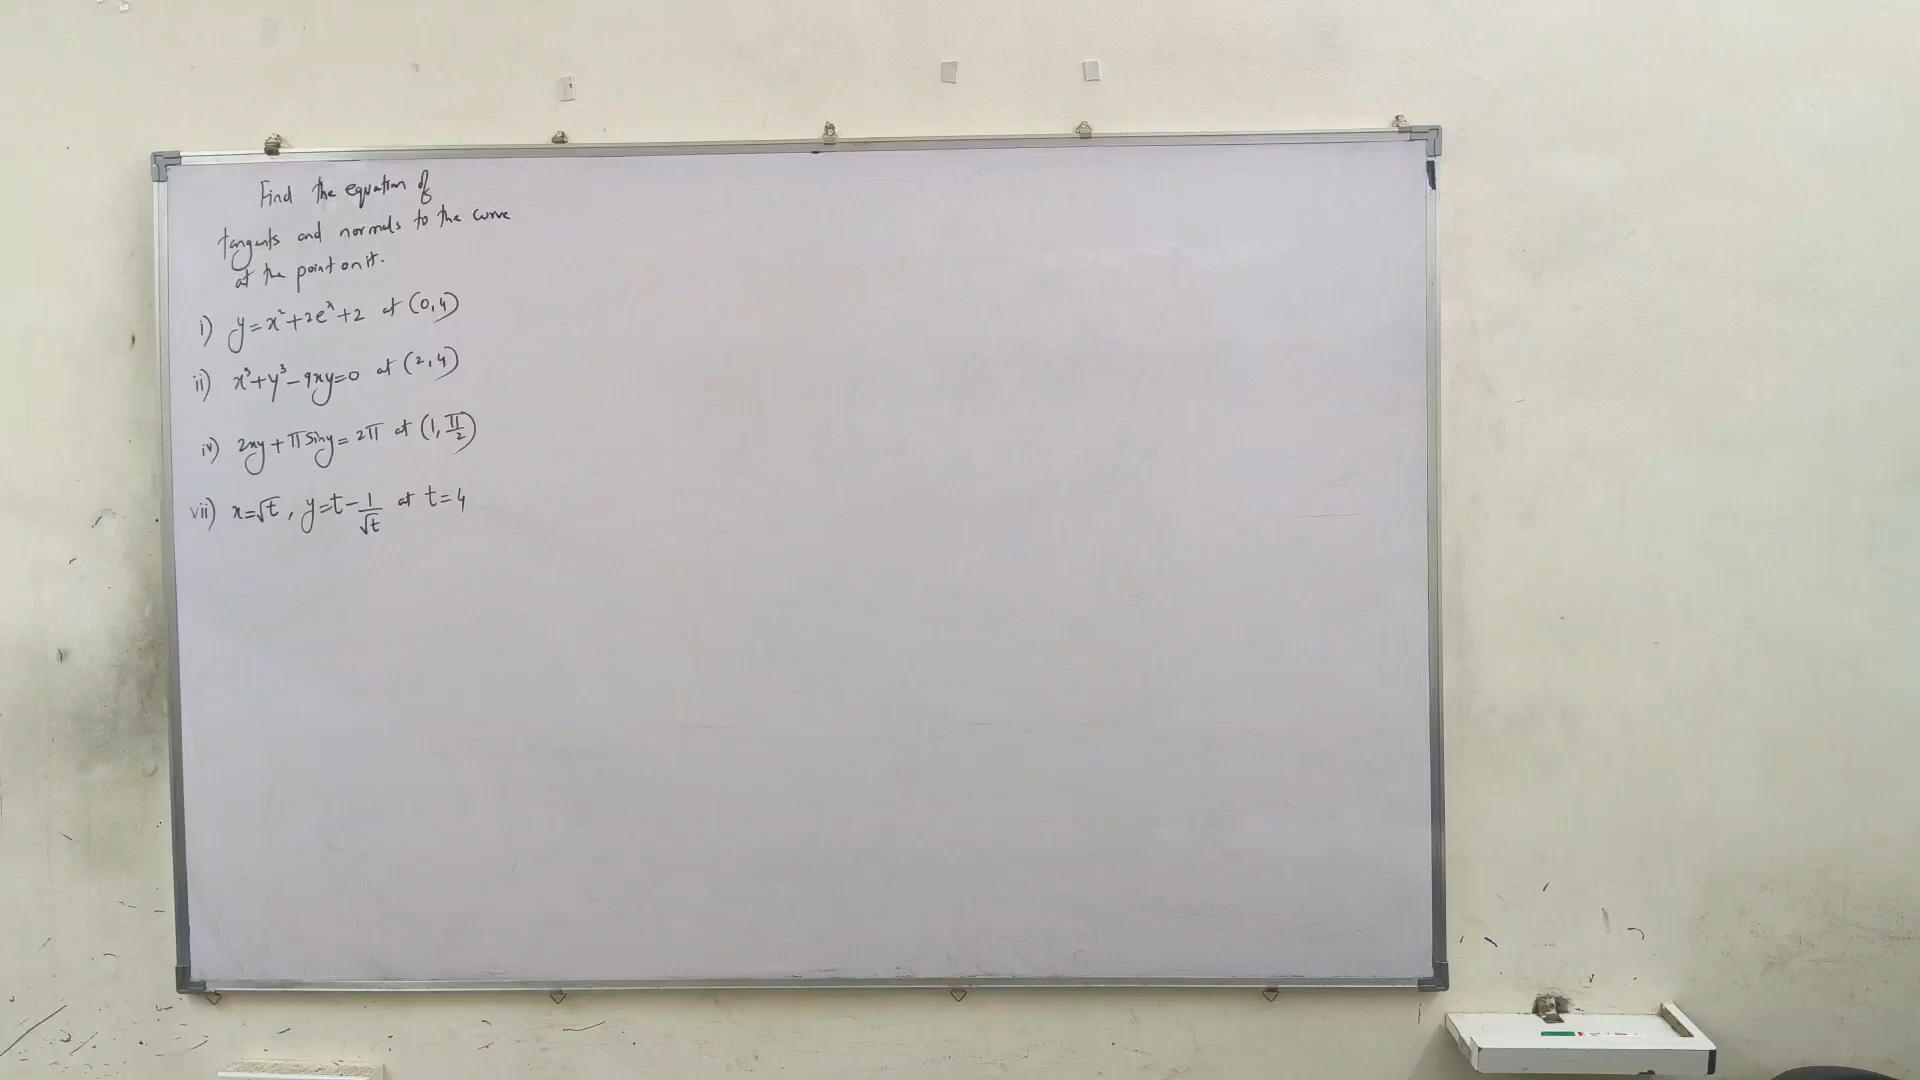 Find the equation of
tangents and normals to the curve
at the point on it.
i) y = x² + 2eˣ + 2 at (0, 4)
ii) x³ + y³ - 9xy = 0 at (2, 4)
iv) 2xy + π sin y = 2π at (1, π/2)
vii) x = √t, y = t - 1/√t at t = 4